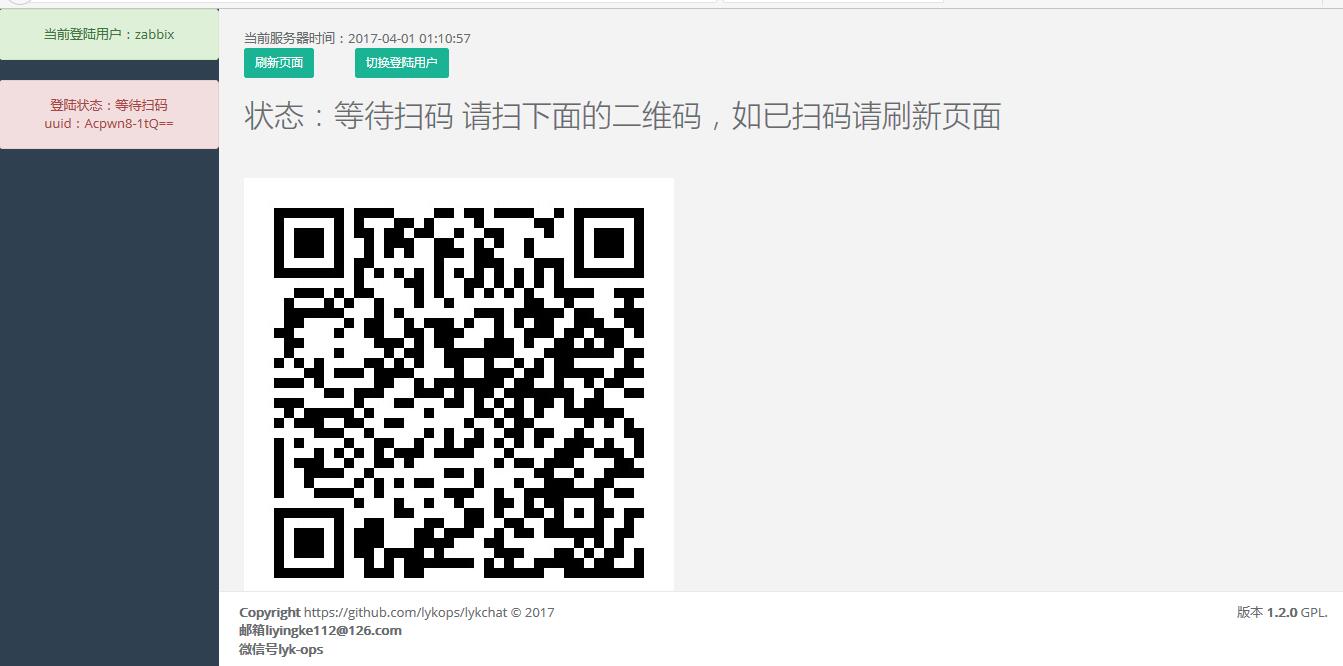 当前登陆用户：zabbix
登陆状态：等待扫码
uuid：Acpwn8-1tQ==
当前服务器时间：2017-04-01 01:10:57
刷新页面 切换登陆用户
状态：等待扫码 请扫下面的二维码，如已扫码请刷新页面
Copyright https://github.com/lykops/lykchat © 2017
邮箱liyingke112@126.com
微信号lyk-ops
版本 1.2.0 GPL.